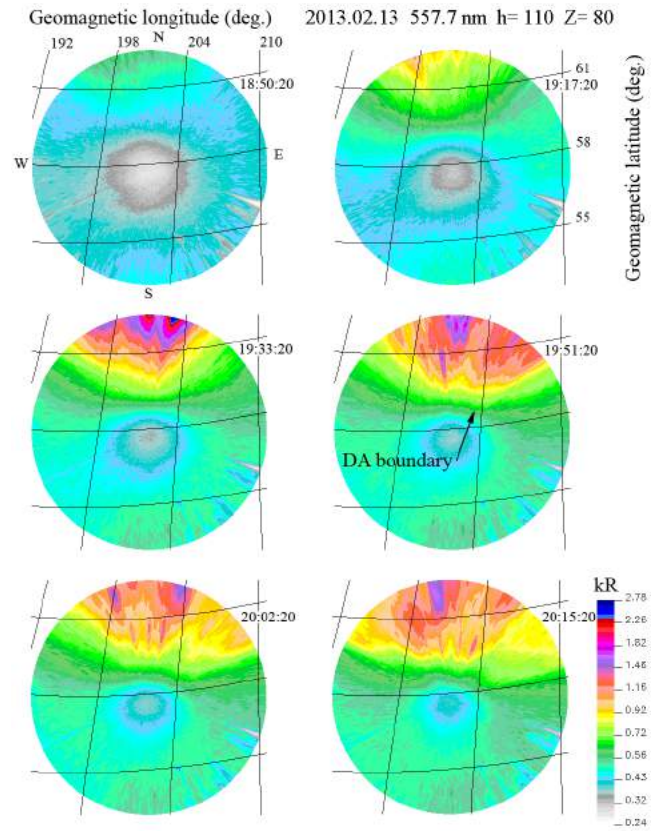 Geomagnetic longitude (deg.) 2013.02.13 557.7 nm h= 110 Z= 80
192 198 N 204 210
18:50:20
W
E
S
61
19:17:20
58
55
Geomagnetic latitude (deg.)
19:33:20
19:51:20
DA boundary
20:02:20
20:15:20
kR
2.78
2.26
1.82
1.46
1.16
0.92
0.72
0.56
0.43
0.32
0.24